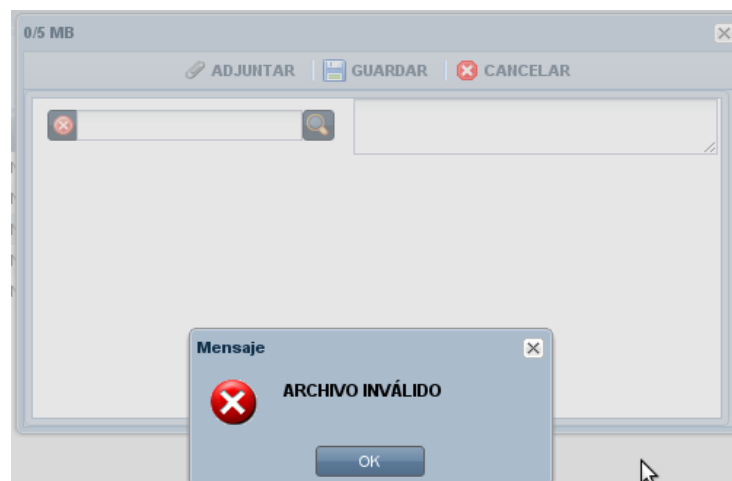 0/5 MB
ADJUNTAR GUARDAR CANCELAR
Mensaje
ARCHIVO INVÁLIDO
OK